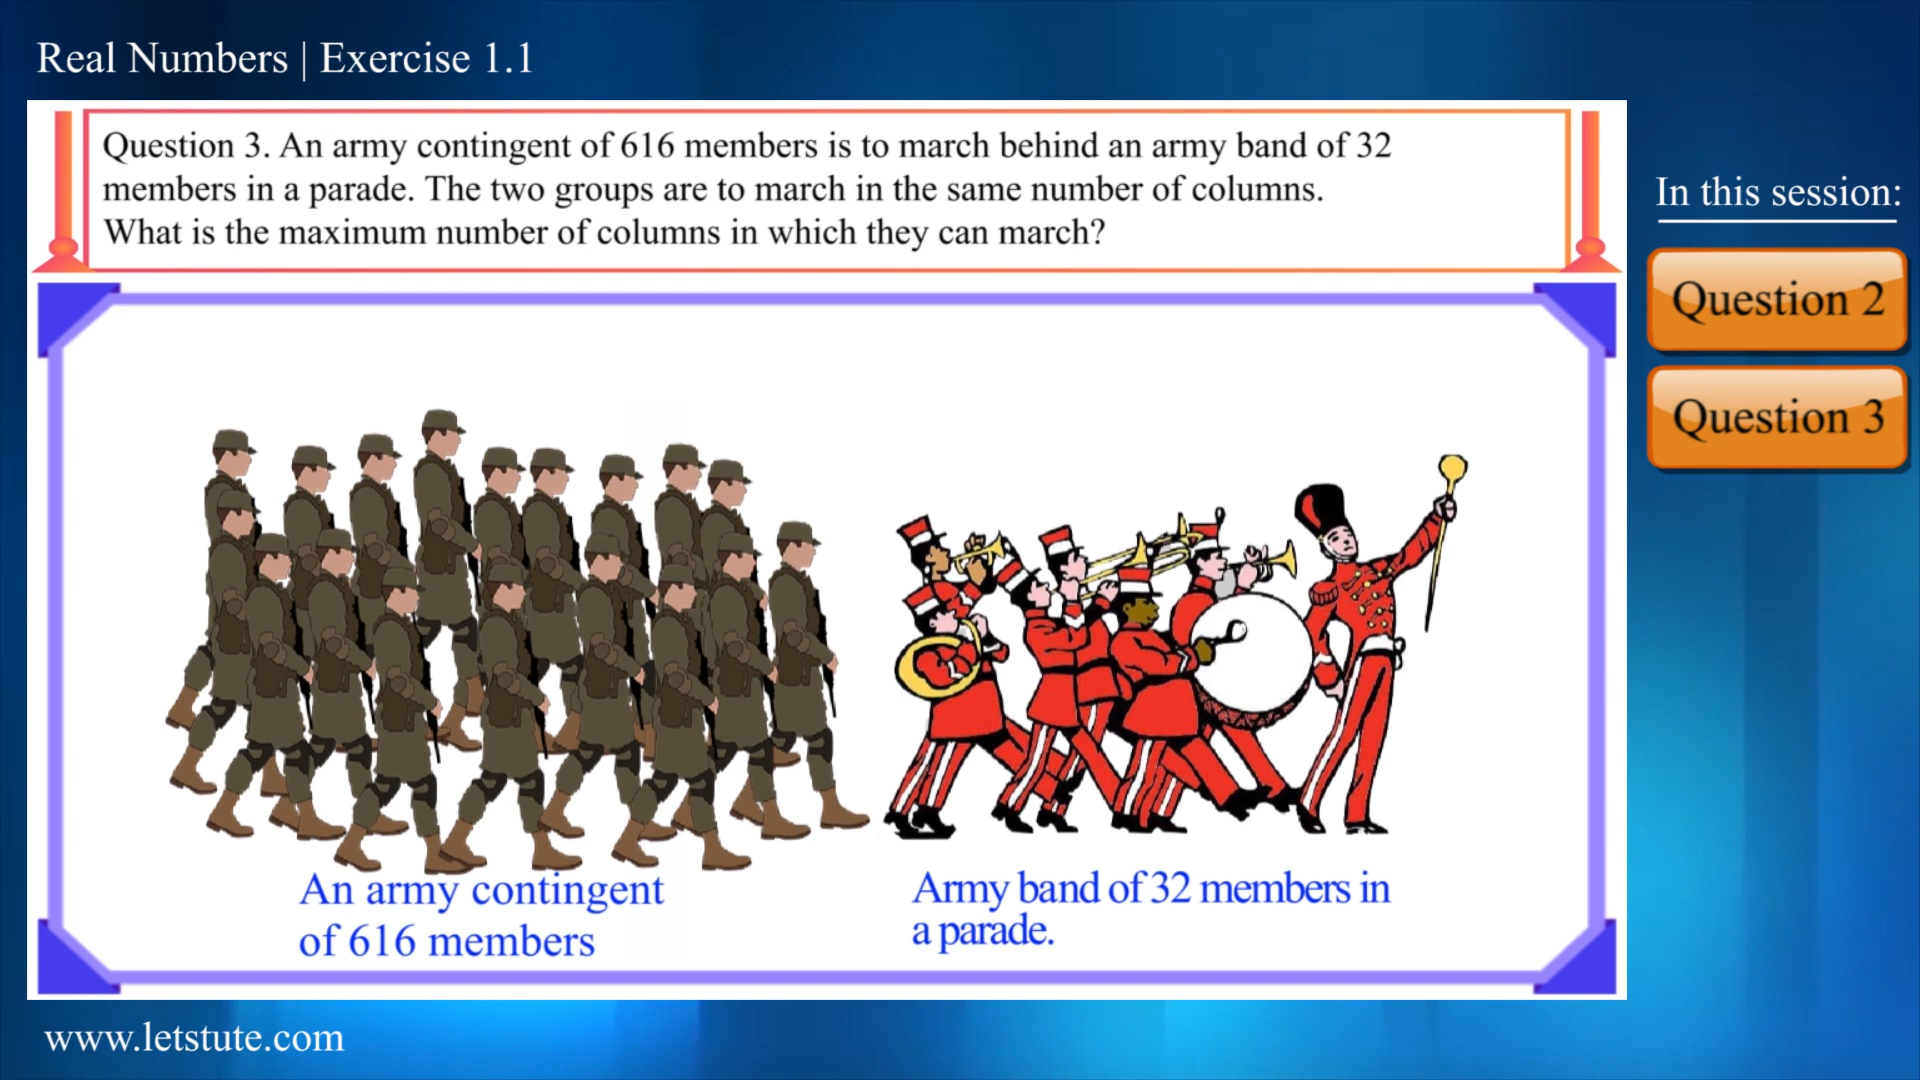 Real Numbers | Exercise 1.1
Question 3. An army contingent of 616 members is to march behind an army band of 32
members in a parade. The two groups are to march in the same number of columns.
What is the maximum number of columns in which they can march?
In this session:
Question 2
Question 3
An army contingent
of 616 members
Army band of 32 members in
a parade.
www.letstute.com